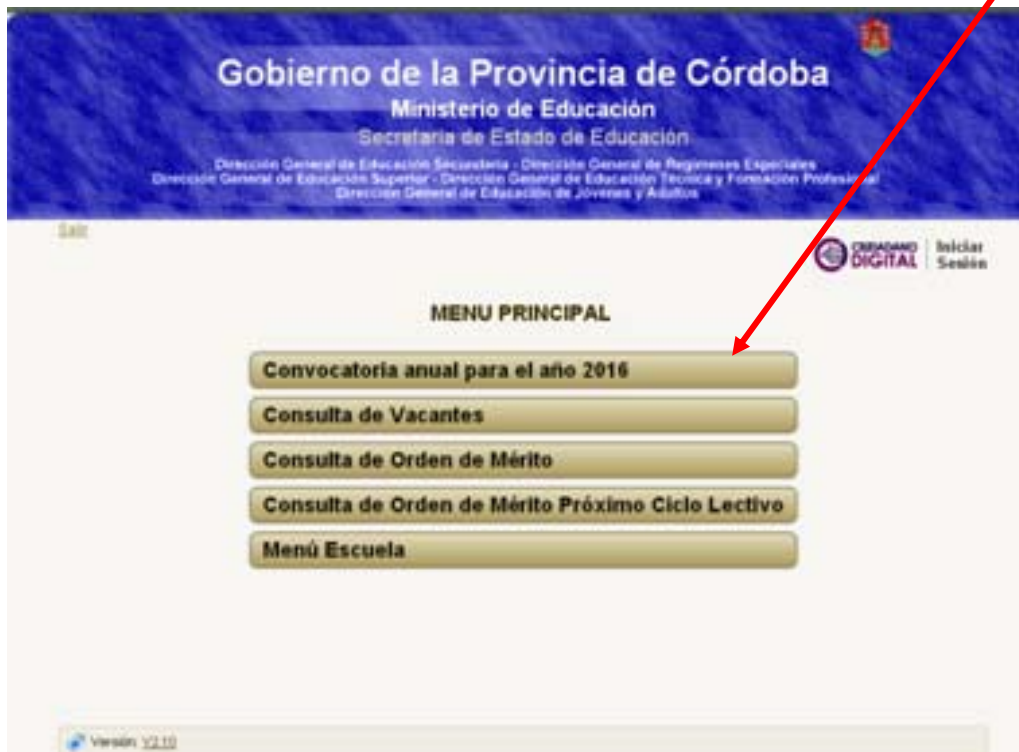 Gobierno de la Provincia de Córdoba
Ministerio de Educación
Secretaria de Estado de Educación
Dirección General de Educación Secundaria - Dirección General de Regimenes Especiales
Dirección General de Educación Superior - Dirección General de Educación Técnica y Formación Profesional
Dirección General de Educación de Jóvenes y Adultos
Salir
CIUDADANO DIGITAL
Iniciar Sesión
MENU PRINCIPAL
Convocatoria anual para el año 2016
Consulta de Vacantes
Consulta de Orden de Mérito
Consulta de Orden de Mérito Próximo Ciclo Lectivo
Menú Escuela
Versión: V2.10